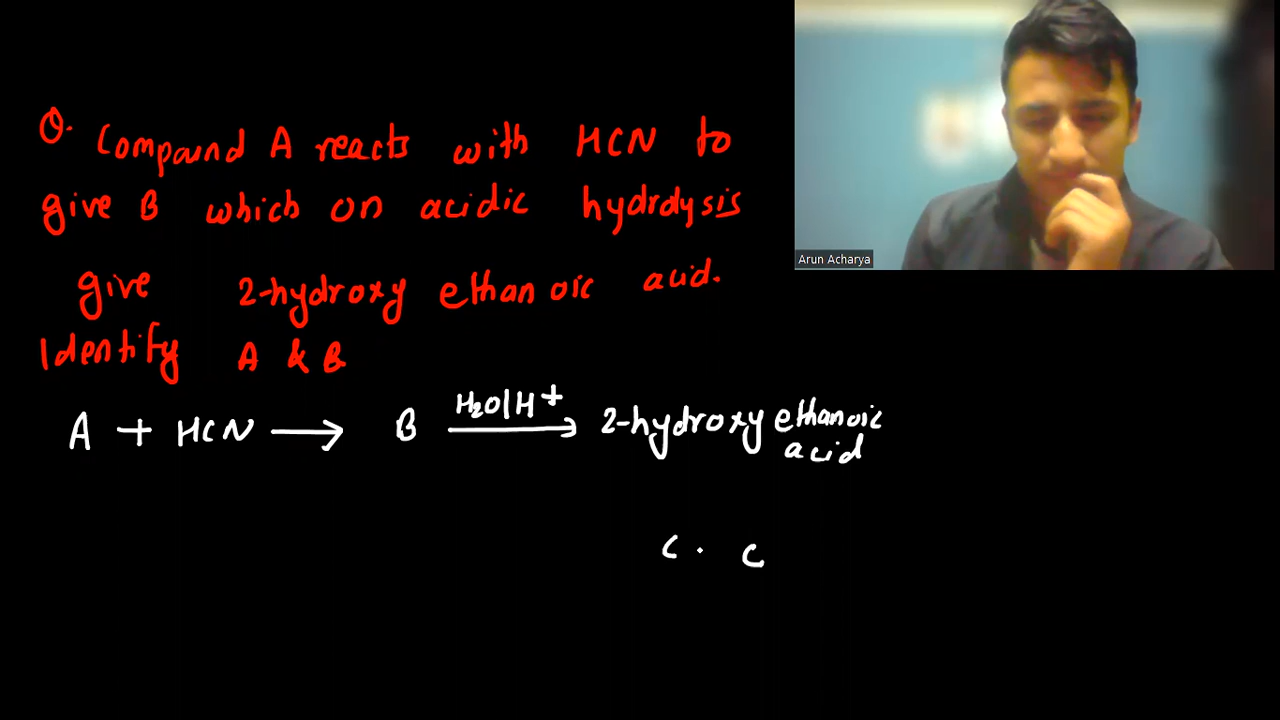 Q. Compound A reacts with HCN to
give B which on acidic hydrolysis
give 2-hydroxy ethanoic acid.
Identify A & B
A + HCN → B H2O/H+ → 2-hydroxy ethanoic
acid
C · C
Arun Acharya